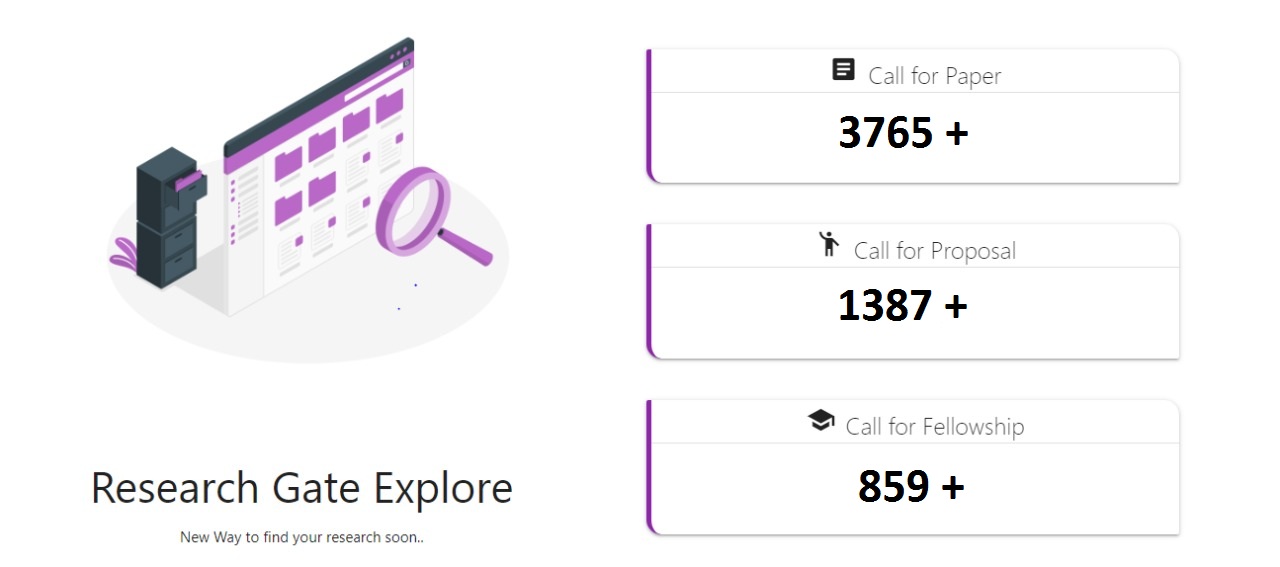 Research Gate Explore
New Way to find your research soon..
Call for Paper
3765 +
Call for Proposal
1387 +
Call for Fellowship
859 +